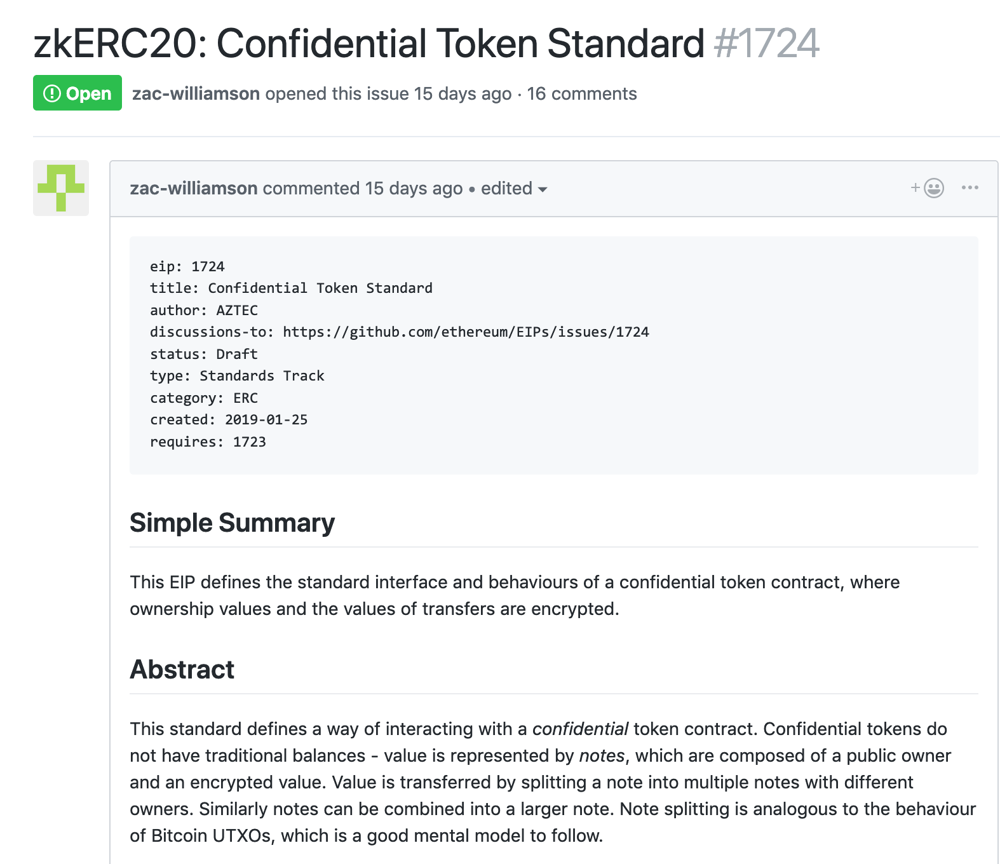 zkERC20: Confidential Token Standard #1724
Open zac-williamson opened this issue 15 days ago · 16 comments
zac-williamson commented 15 days ago • edited
eip: 1724
title: Confidential Token Standard
author: AZTEC
discussions-to: https://github.com/ethereum/EIPs/issues/1724
status: Draft
type: Standards Track
category: ERC
created: 2019-01-25
requires: 1723
Simple Summary
This EIP defines the standard interface and behaviours of a confidential token contract, where
ownership values and the values of transfers are encrypted.
Abstract
This standard defines a way of interacting with a confidential token contract. Confidential tokens do
not have traditional balances - value is represented by notes, which are composed of a public owner
and an encrypted value. Value is transferred by splitting a note into multiple notes with different
owners. Similarly notes can be combined into a larger note. Note splitting is analogous to the behaviour
of Bitcoin UTXOs, which is a good mental model to follow.